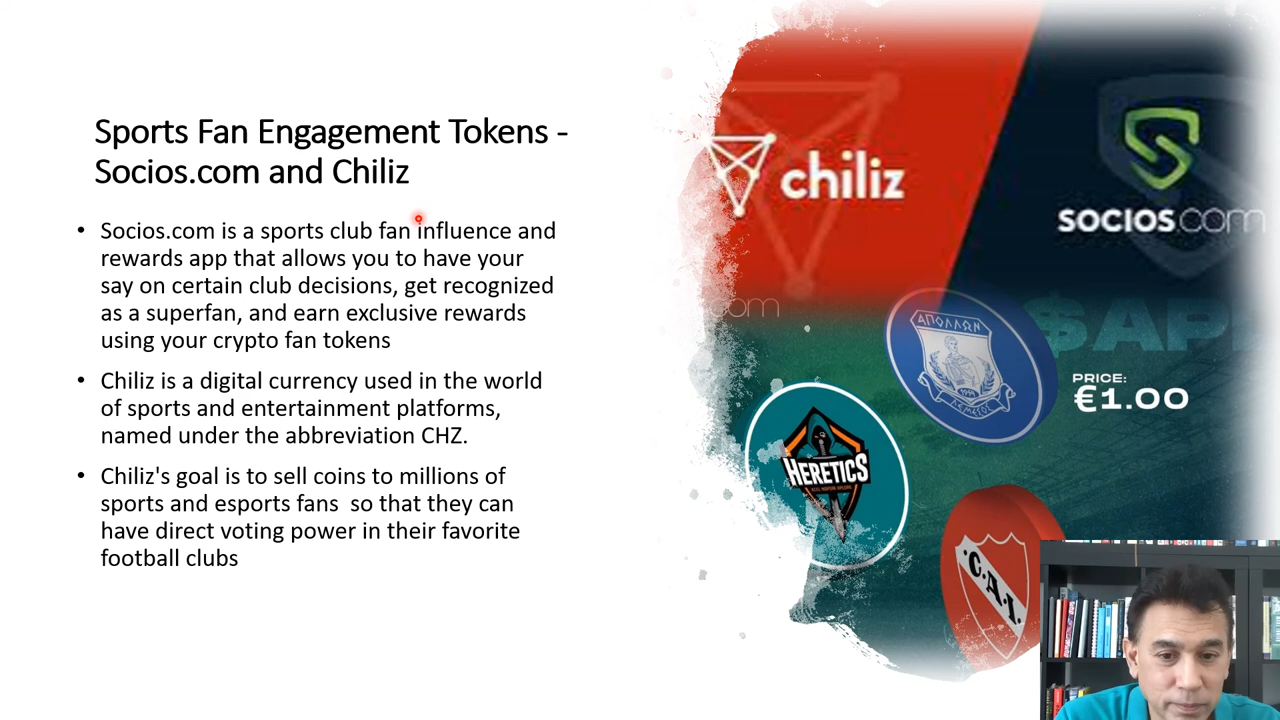 Sports Fan Engagement Tokens -
Socios.com and Chiliz
• Socios.com is a sports club fan influence and
rewards app that allows you to have your
say on certain club decisions, get recognized
as a superfan, and earn exclusive rewards
using your crypto fan tokens
• Chiliz is a digital currency used in the world
of sports and entertainment platforms,
named under the abbreviation CHZ.
• Chiliz's goal is to sell coins to millions of
sports and esports fans  so that they can
have direct voting power in their favorite
football clubs
chiliz
SOCIOS.com
com
ΑΠΟΛΛΩΝ
ΛΕΜΕΣΟΣ
$AP
PRICE:
€1.00
HERETICS
C.A.I.